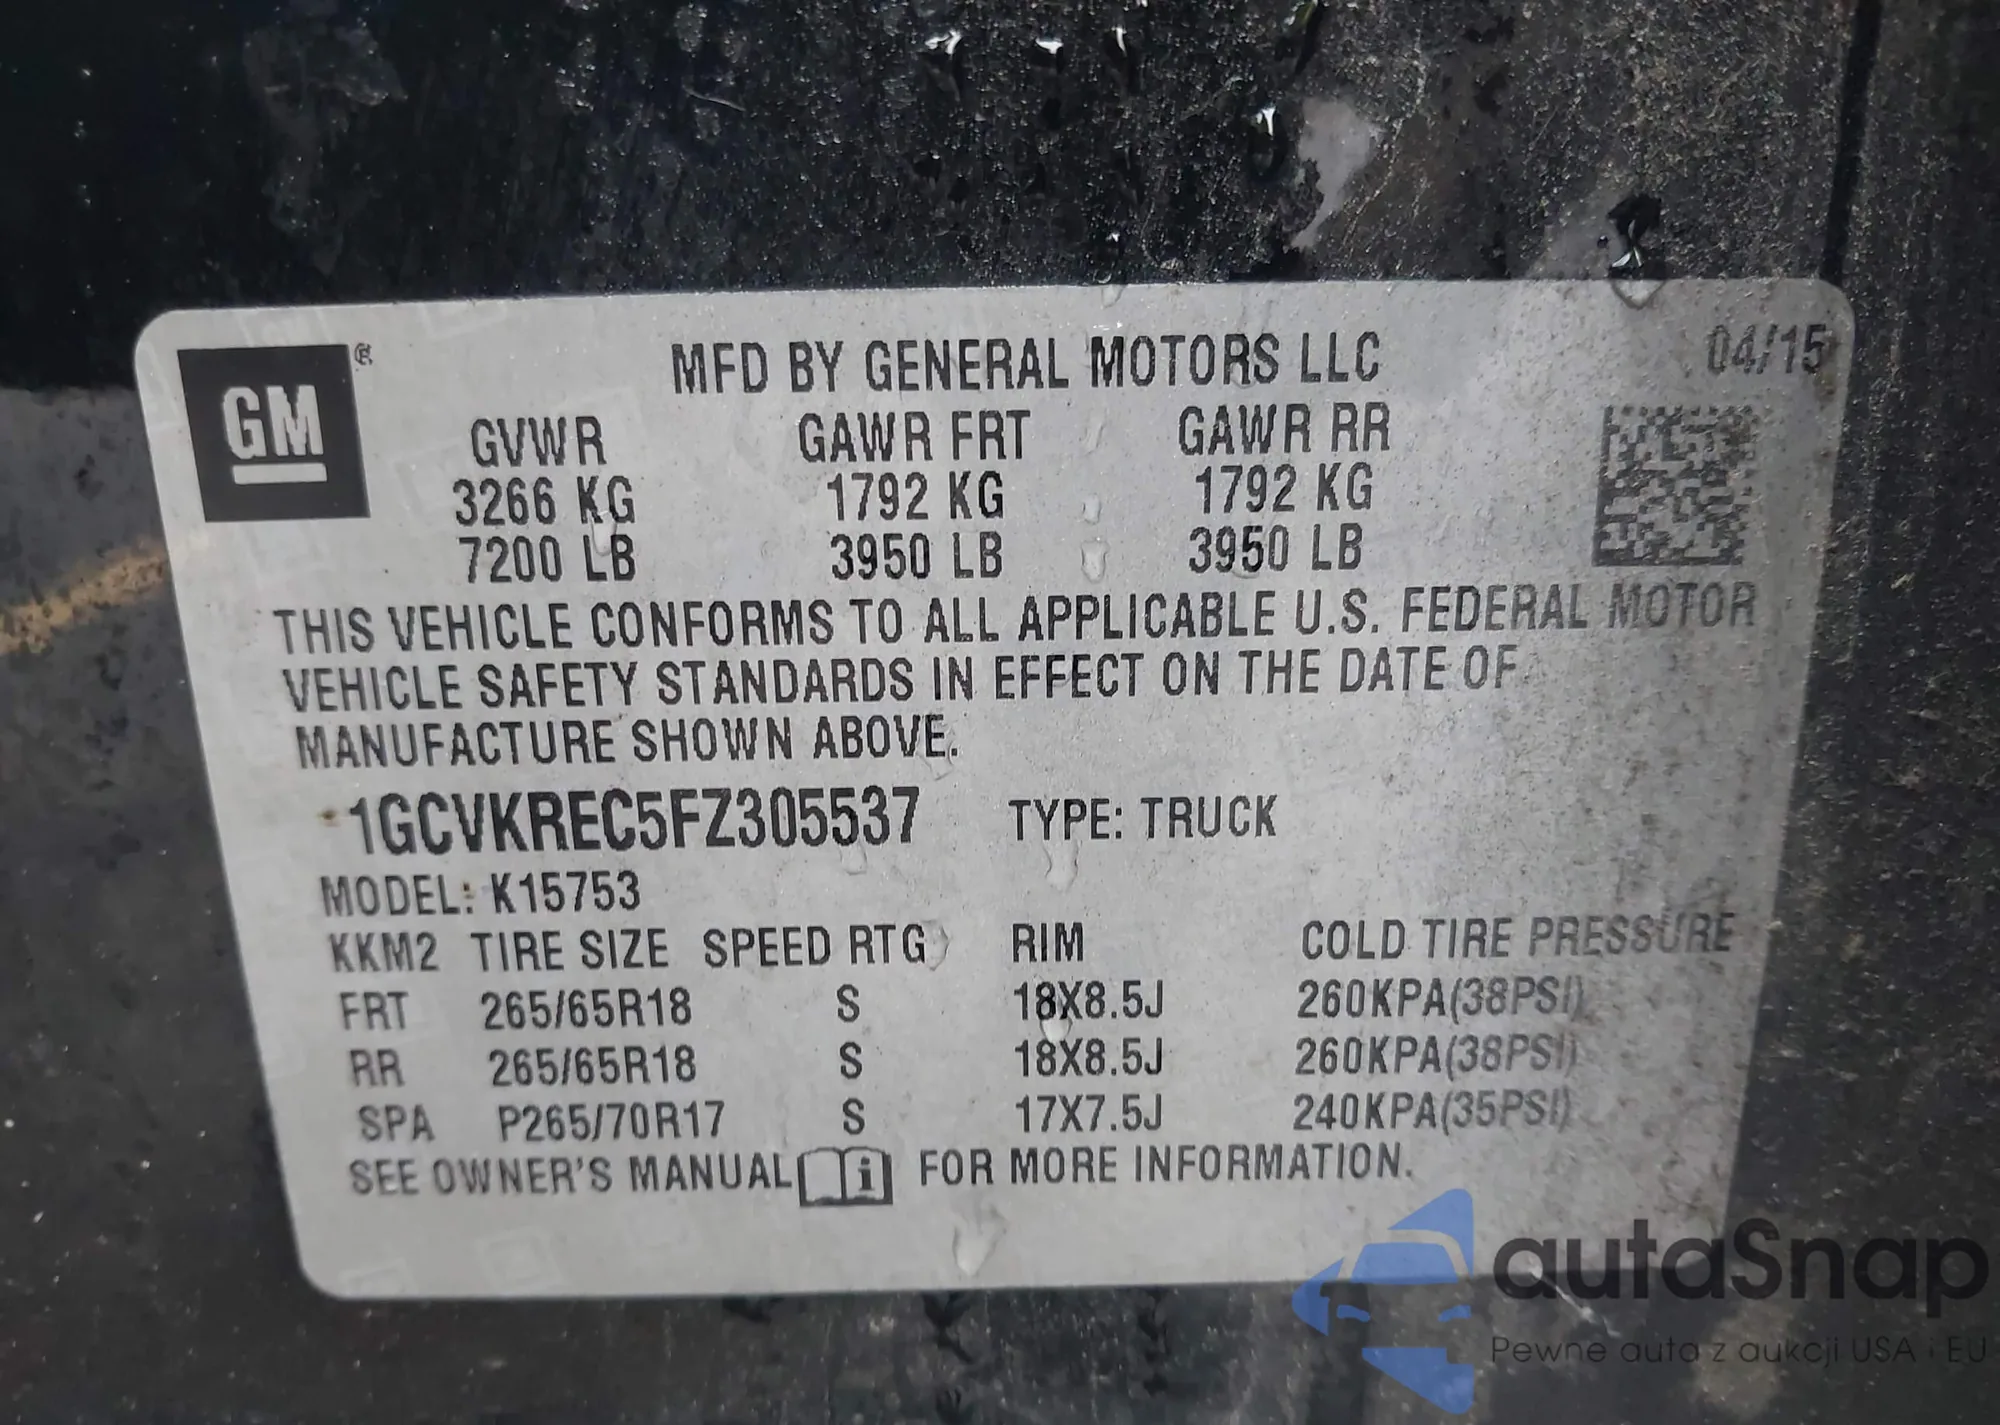 GM®
MFD BY GENERAL MOTORS LLC 04/15
GVWR GAWR FRT GAWR RR
3266 KG 1792 KG 1792 KG
7200 LB 3950 LB 3950 LB
THIS VEHICLE CONFORMS TO ALL APPLICABLE U.S. FEDERAL MOTOR
VEHICLE SAFETY STANDARDS IN EFFECT ON THE DATE OF
MANUFACTURE SHOWN ABOVE.
1GCVKREC5FZ305537 TYPE: TRUCK
MODEL: K15753
KKM2 TIRE SIZE SPEED RTG RIM COLD TIRE PRESSURE
FRT 265/65R18 S 18X8.5J 260KPA(38PSI)
RR 265/65R18 S 18X8.5J 260KPA(38PSI)
SPA P265/70R17 S 17X7.5J 240KPA(35PSI)
SEE OWNER'S MANUAL i FOR MORE INFORMATION.
autaSnap
Pewne auta z aukcji USA i EU